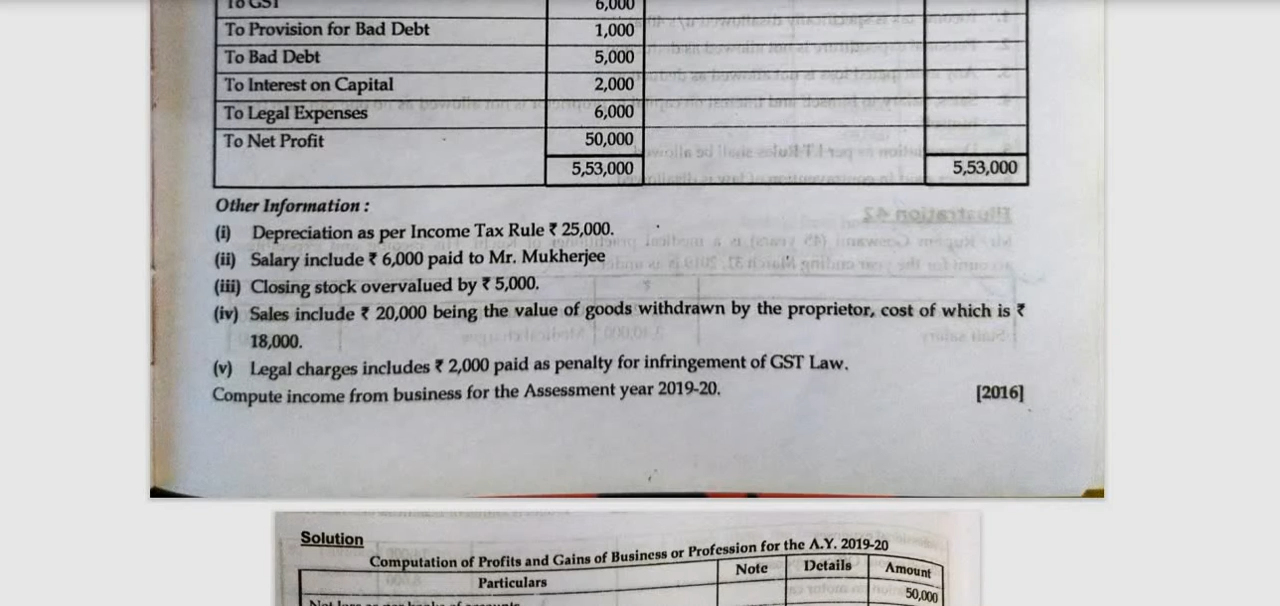 To GST 6,000
To Provision for Bad Debt 1,000
To Bad Debt 5,000
To Interest on Capital 2,000
To Legal Expenses 6,000
To Net Profit 50,000
5,53,000 5,53,000
Other Information :
(i) Depreciation as per Income Tax Rule ₹ 25,000.
(ii) Salary include ₹ 6,000 paid to Mr. Mukherjee
(iii) Closing stock overvalued by ₹ 5,000.
(iv) Sales include ₹ 20,000 being the value of goods withdrawn by the proprietor, cost of which is ₹
18,000.
(v) Legal charges includes ₹ 2,000 paid as penalty for infringement of GST Law.
Compute income from business for the Assessment year 2019-20. [2016]
Solution
Computation of Profits and Gains of Business or Profession for the A.Y. 2019-20
Particulars Note Details Amount
50,000